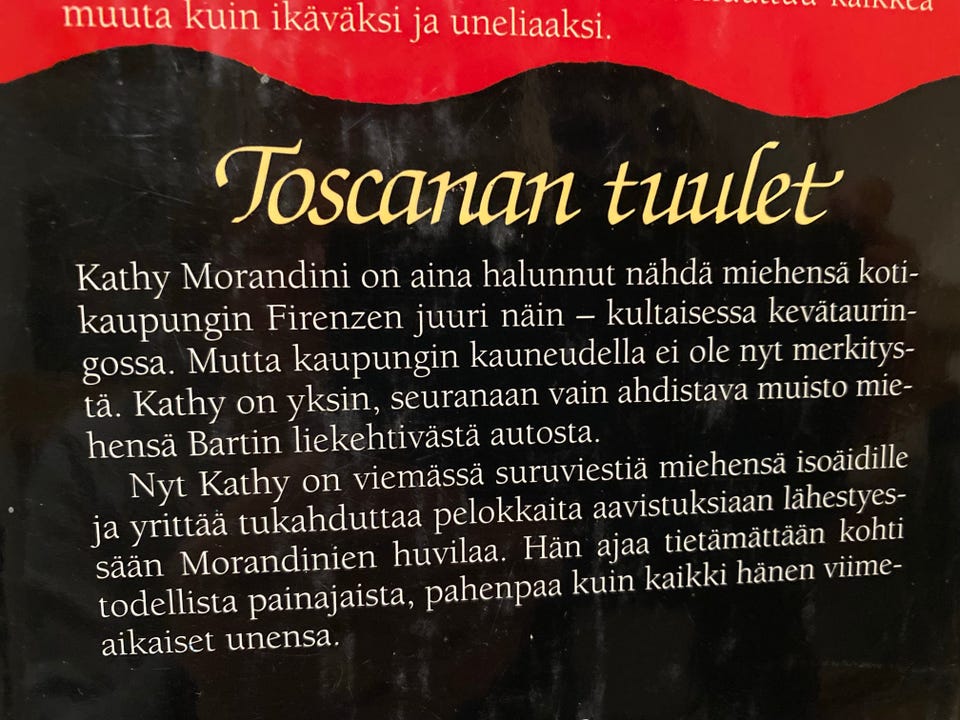 kaikkea
muuta kuin ikäväksi ja uneliaaksi.
Toscanan tuulet
Kathy Morandini on aina halunnut nähdä miehensä koti-
kaupungin Firenzen juuri näin – kultaisessa kevätaurin-
gossa. Mutta kaupungin kauneudella ei ole nyt merkitys-
tä. Kathy on yksin, seuranaan vain ahdistava muisto mie-
hensä Bartin liekehtivästä autosta.
Nyt Kathy on viemässä suruviestiä miehensä isoäidille
ja yrittää tukahduttaa pelokkaita aavistuksiaan lähestyes-
sään Morandinien huvilaa. Hän ajaa tietämättään kohti
todellista painajaista, pahenpaa kuin kaikki hänen viime-
aikaiset unensa.